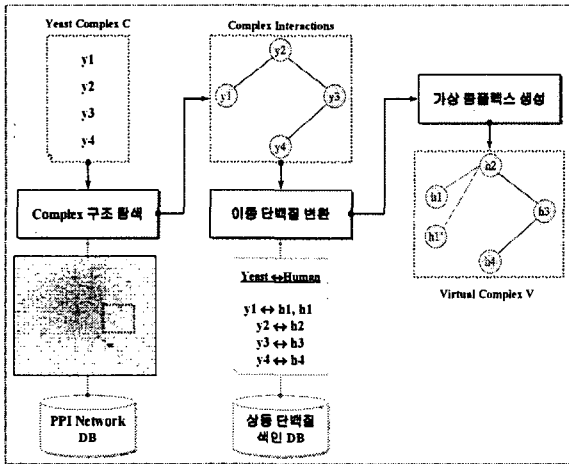 Yeast Complex C
y1
y2
y3
y4
Complex 구조 탐색
PPI Network
DB
Complex Interactions
y2
y1
y3
y4
이종 단백질 변환
Yeast ⇔Human
y1 ⇔ h1, h1
y2 ⇔ h2
y3 ⇔ h3
y4 ⇔ h4
상동 단백질
색인 DB
가상 콤플렉스 생성
h2
h1
h3
h1'
h4
Virtual Complex V